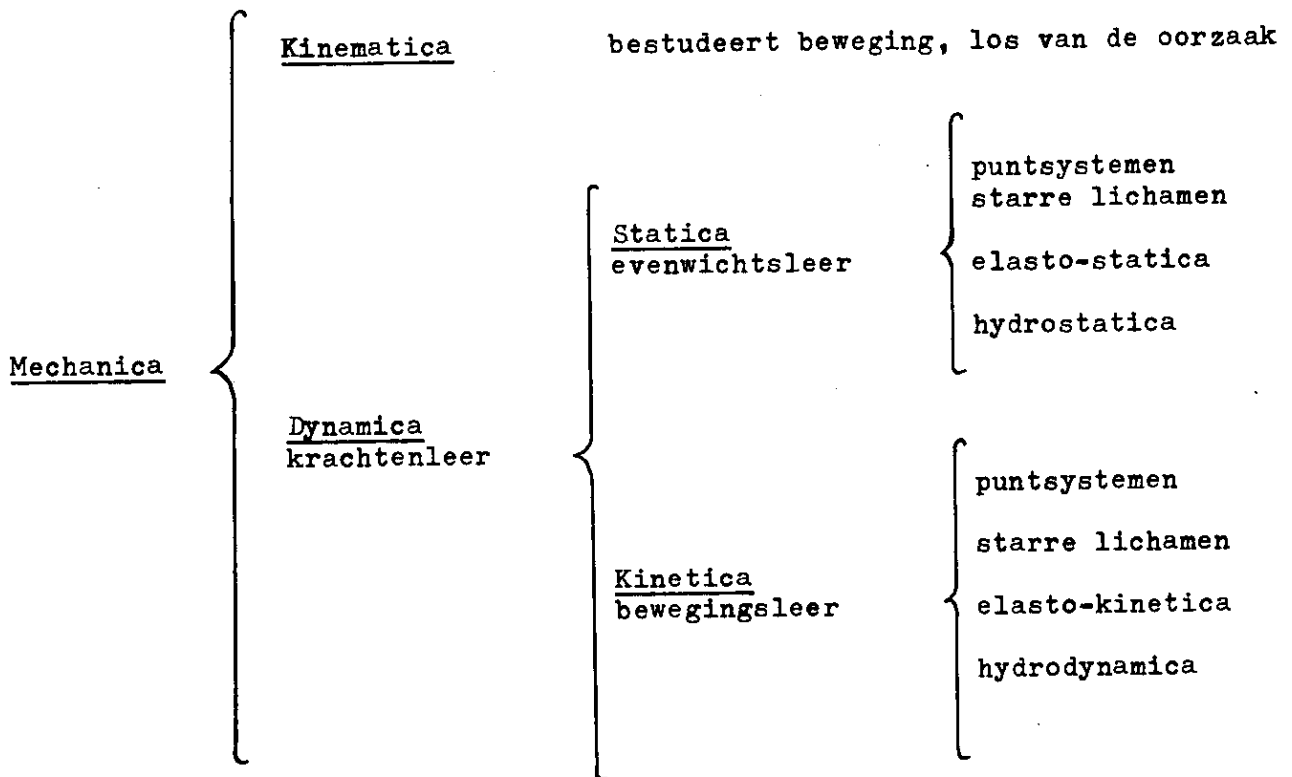 Kinematica bestudeert beweging, los van de oorzaak
puntsystemen
starre lichamen
Statica
evenwichtsleer
elasto-statica
hydrostatica
Mechanica
Dynamica
krachtenleer
puntsystemen
starre lichamen
Kinetica
bewegingsleer
elasto-kinetica
hydrodynamica